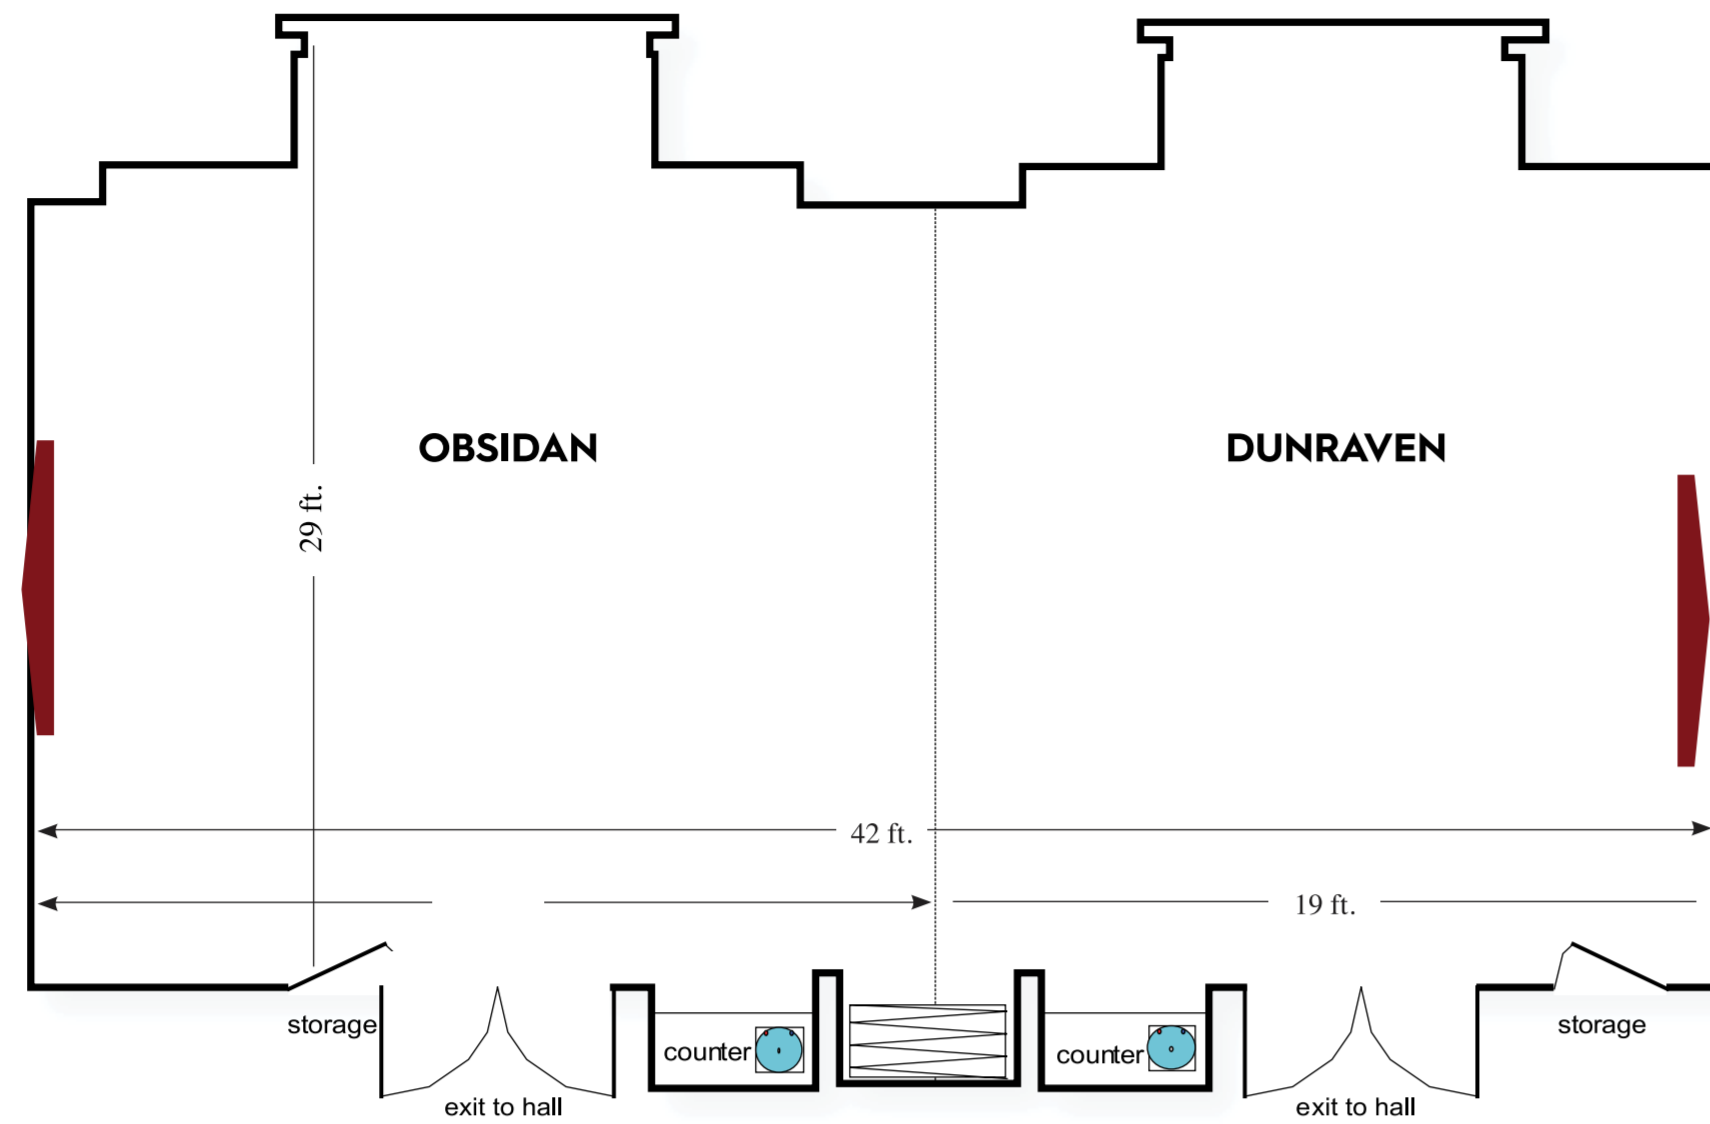 OBSIDAN
DUNRAVEN
29 ft.
42 ft.
19 ft.
storage
storage
counter
counter
exit to hall
exit to hall